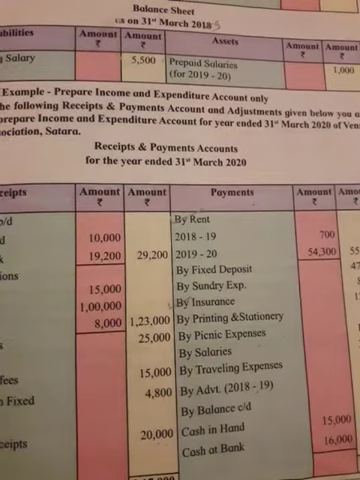 Balance Sheet
as on 31st March 2018
abilities Amount ₹ Amount ₹ Assets Amount ₹ Amount ₹
Salary 5,500 Prepaid Salaries 1,000
(for 2019 - 20)
Example - Prepare Income and Expenditure Account only
he following Receipts & Payments Account and Adjustments given below you a
prepare Income and Expenditure Account for year ended 31st March 2020 of Ven
sociation, Satara.
Receipts & Payments Accounts
for the year ended 31st March 2020
ceipts Amount ₹ Amount ₹ Payments Amount ₹ Amo ₹
b/d By Rent
d 10,000 2018 - 19 700
k 19,200 29,200 2019 - 20 54,300 55
ions By Fixed Deposit 47
15,000 By Sundry Exp.
1,00,000 By Insurance
8,000 1,23,000 By Printing &Stationery
25,000 By Picnic Expenses
s By Salaries
15,000 By Traveling Expenses
fees 4,800 By Advt. (2018 - 19)
Fixed By Balance c/d
20,000 Cash in Hand 15,000
ceipts Cash at Bank 16,000